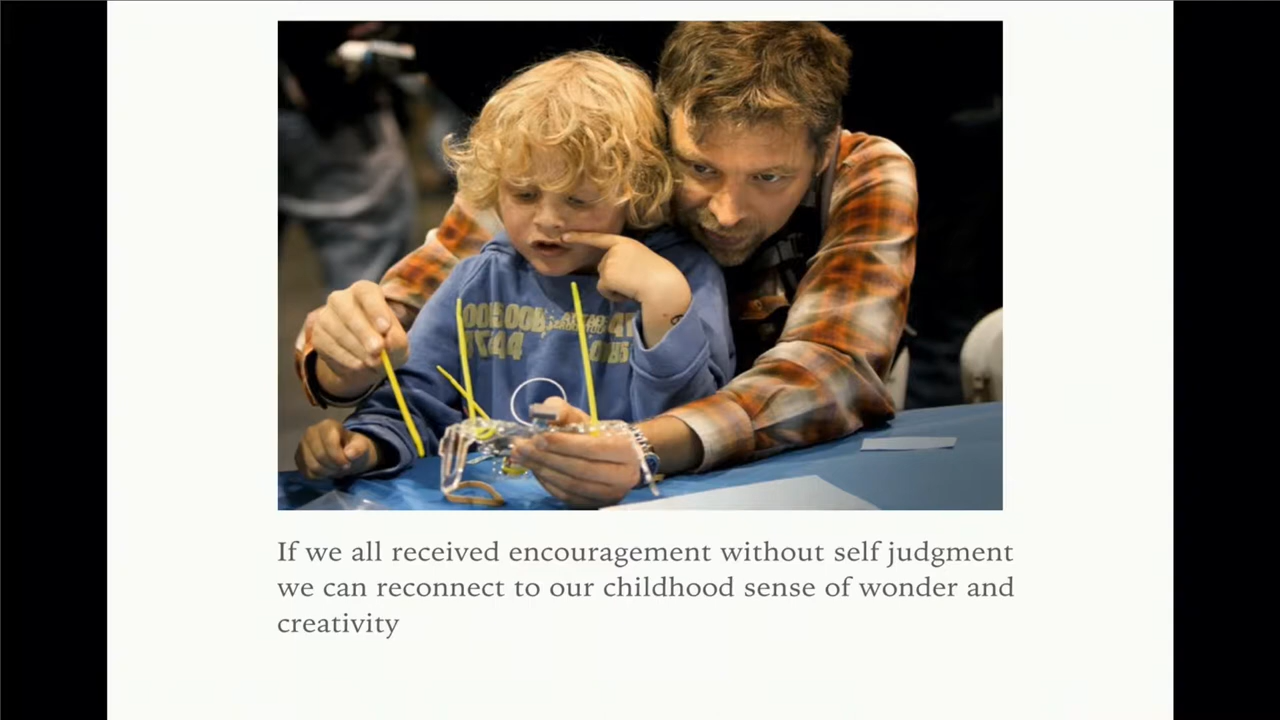 If we all received encouragement without self judgment
we can reconnect to our childhood sense of wonder and
creativity